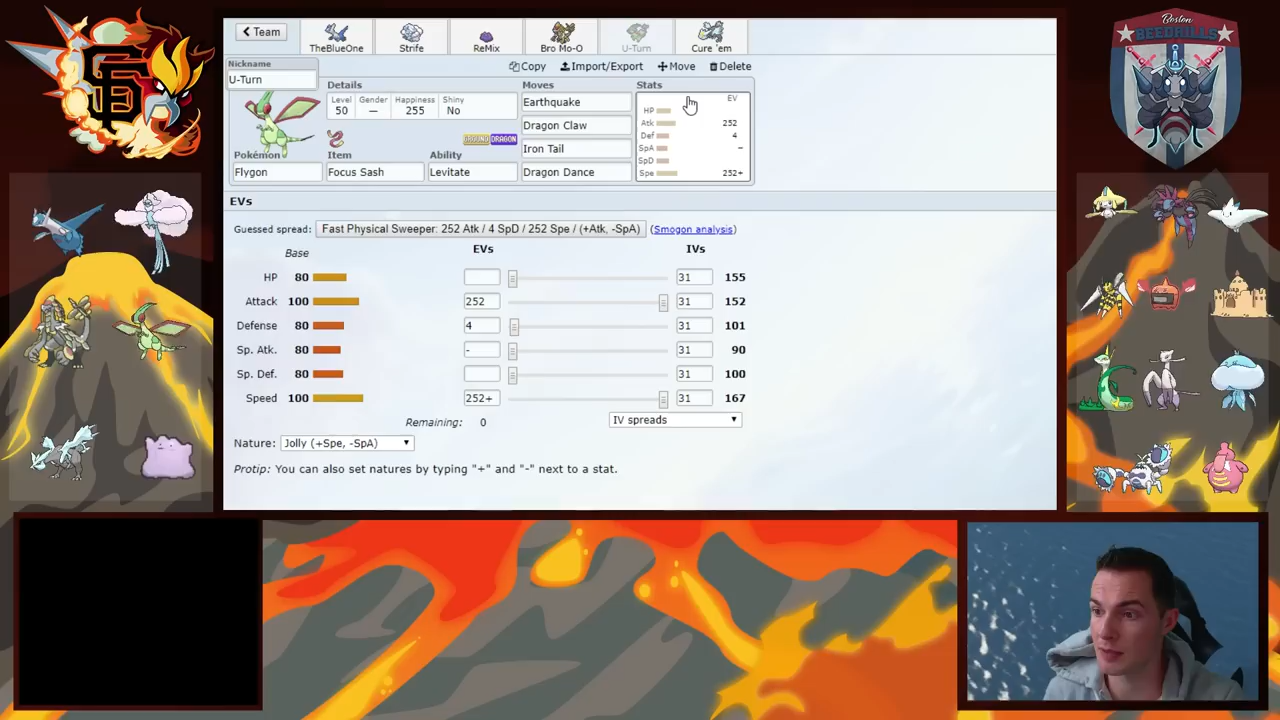 Team
TheBlueOne
Strife
ReMix
Bro Mo-O
U-Turn
Cure 'em
Copy
Import/Export
Move
Delete
Nickname
U-Turn
Details
Level
50
Gender
—
Happiness
255
Shiny
No
GROUND
DRAGON
Pokémon
Flygon
Item
Focus Sash
Ability
Levitate
Moves
Earthquake
Dragon Claw
Iron Tail
Dragon Dance
Stats
EV
HP
Atk 252
Def 4
SpA –
SpD
Spe 252+
EVs
Guessed spread: Fast Physical Sweeper: 252 Atk / 4 SpD / 252 Spe / (+Atk, -SpA) (Smogon analysis)
Base EVs IVs
HP 80 31 155
Attack 100 252 31 152
Defense 80 4 31 101
Sp. Atk. 80 - 31 90
Sp. Def. 80 31 100
Speed 100 252+ 31 167
Remaining: 0
IV spreads
Nature: Jolly (+Spe, -SpA)
Protip: You can also set natures by typing "+" and "-" next to a stat.
SF
Boston
BEEDRILLS